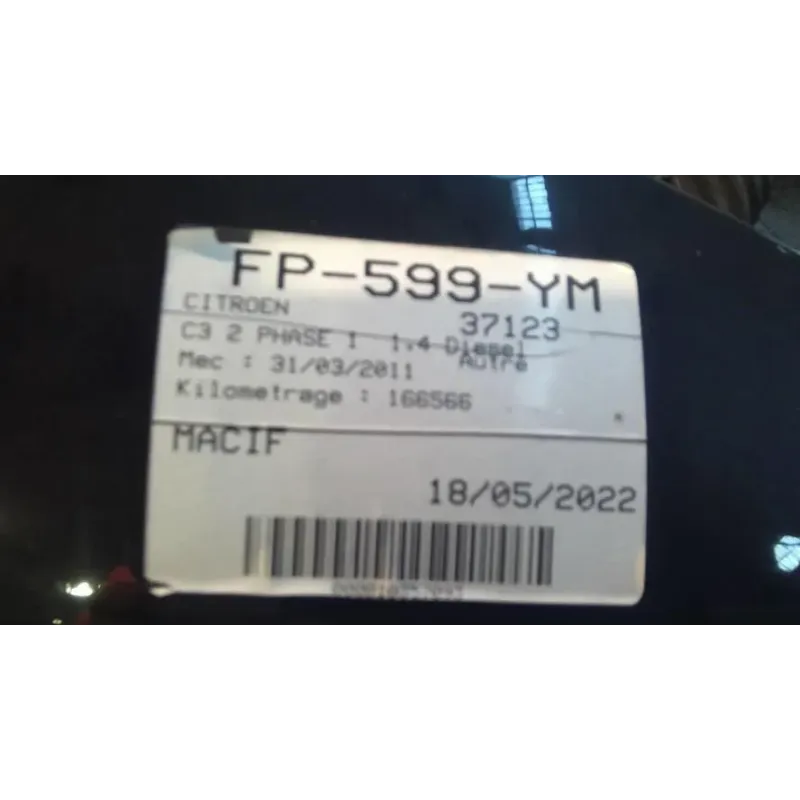 FP-599-YM
CITROEN 37123
C3 2 PHASE 1 1.4 Diesel
Mec : 31/03/2011 Autre
Kilometrage : 166566
*
MACIF
18/05/2022